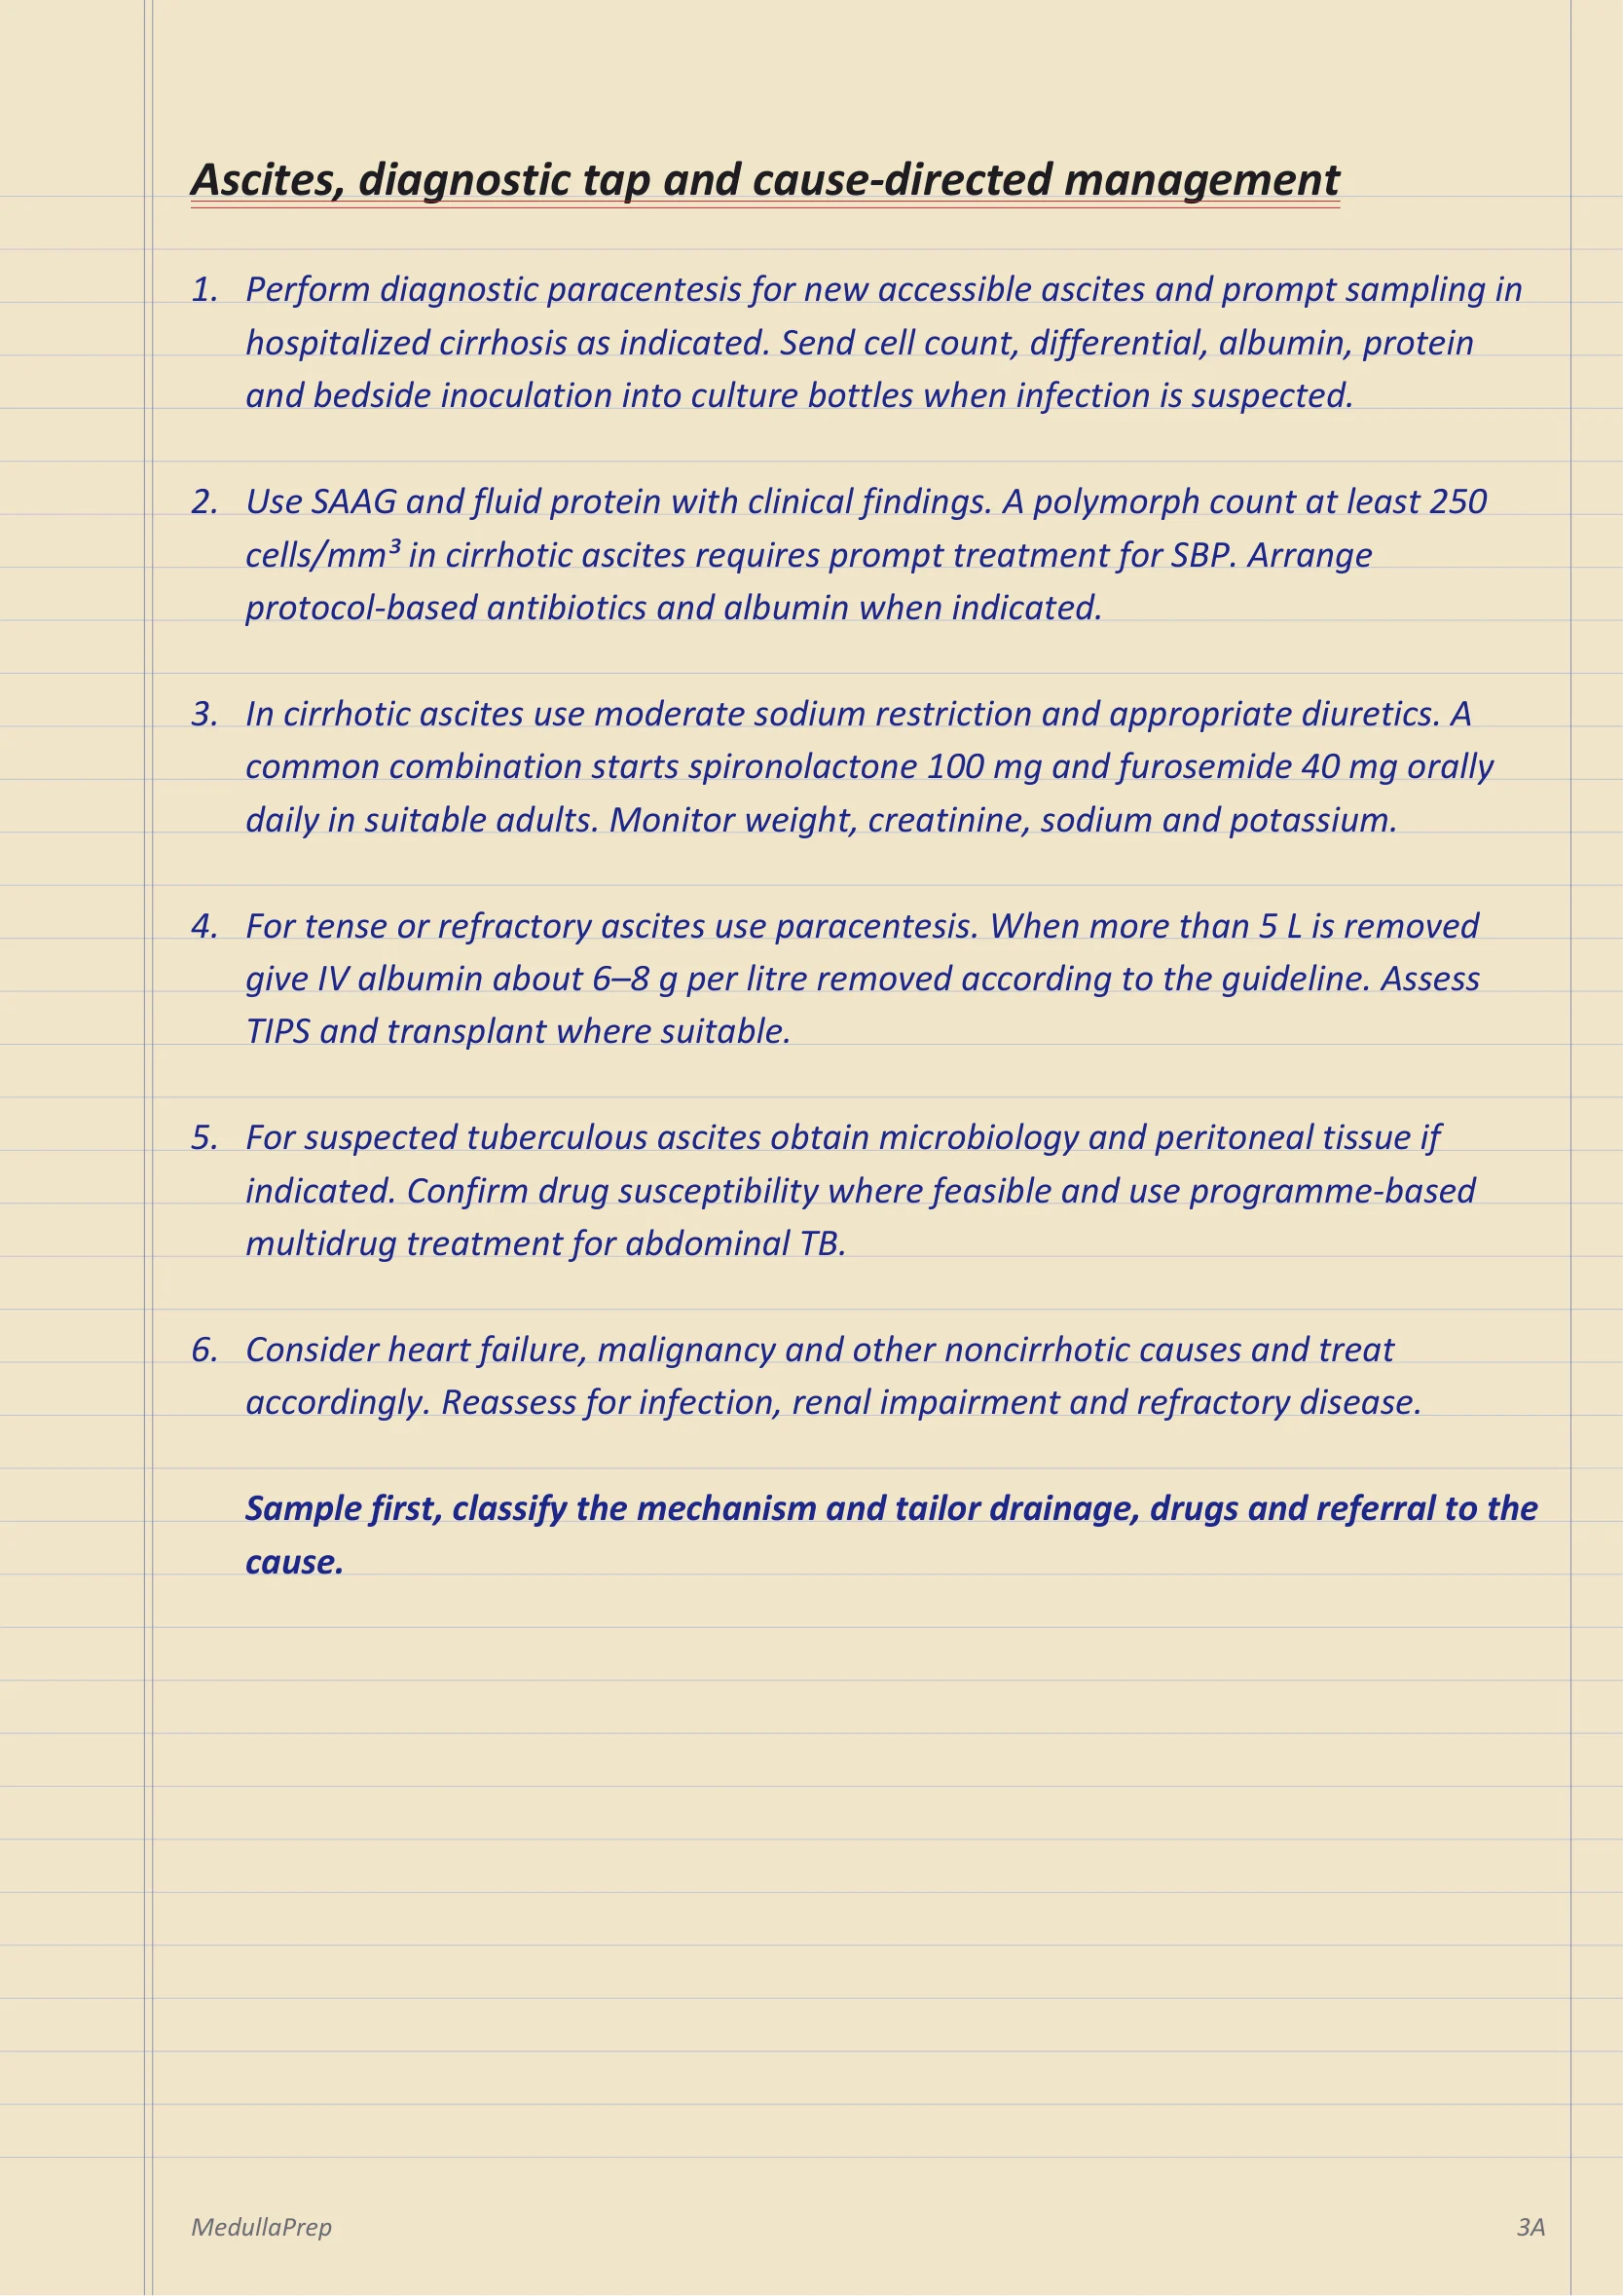 Ascites, diagnostic tap and cause-directed management
1. Perform diagnostic paracentesis for new accessible ascites and prompt sampling in
hospitalized cirrhosis as indicated. Send cell count, differential, albumin, protein
and bedside inoculation into culture bottles when infection is suspected.
2. Use SAAG and fluid protein with clinical findings. A polymorph count at least 250
cells/mm³ in cirrhotic ascites requires prompt treatment for SBP. Arrange
protocol-based antibiotics and albumin when indicated.
3. In cirrhotic ascites use moderate sodium restriction and appropriate diuretics. A
common combination starts spironolactone 100 mg and furosemide 40 mg orally
daily in suitable adults. Monitor weight, creatinine, sodium and potassium.
4. For tense or refractory ascites use paracentesis. When more than 5 L is removed
give IV albumin about 6–8 g per litre removed according to the guideline. Assess
TIPS and transplant where suitable.
5. For suspected tuberculous ascites obtain microbiology and peritoneal tissue if
indicated. Confirm drug susceptibility where feasible and use programme-based
multidrug treatment for abdominal TB.
6. Consider heart failure, malignancy and other noncirrhotic causes and treat
accordingly. Reassess for infection, renal impairment and refractory disease.
Sample first, classify the mechanism and tailor drainage, drugs and referral to the
cause.
MedullaPrep
3A